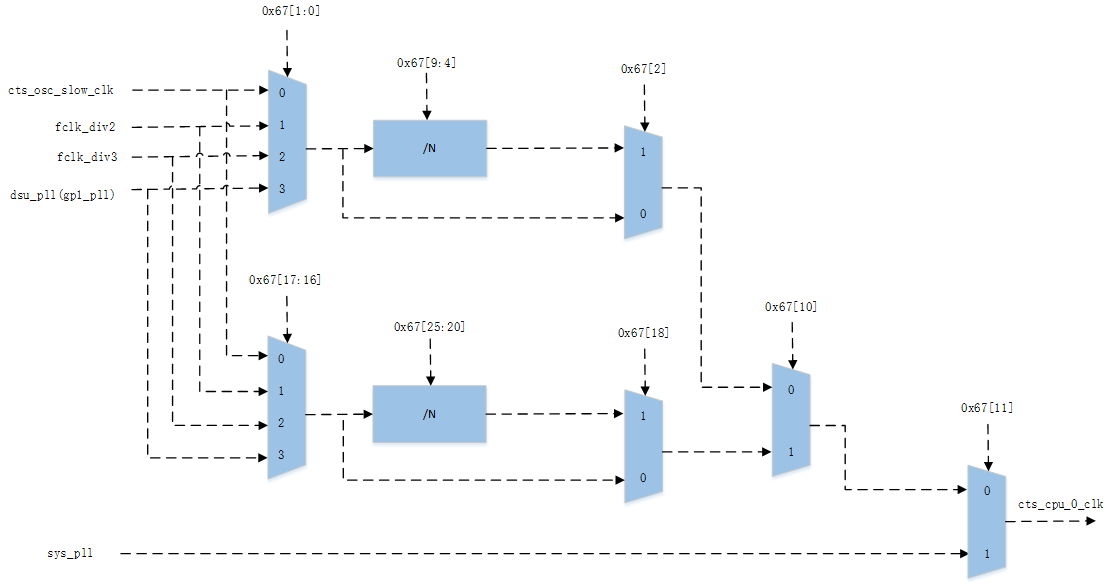 0x67[1:0]
0x67[9:4]
0x67[2]
cts_osc_slow_clk
0
fclk_div2
1
/N
1
fclk_div3
2
dsu_pll(gp1_pll)
3
0
0x67[17:16]
0x67[25:20]
0x67[18]
0x67[10]
0
1
/N
1
0
2
3
0
1
0x67[11]
0
cts_cpu_0_clk
sys_pll
1